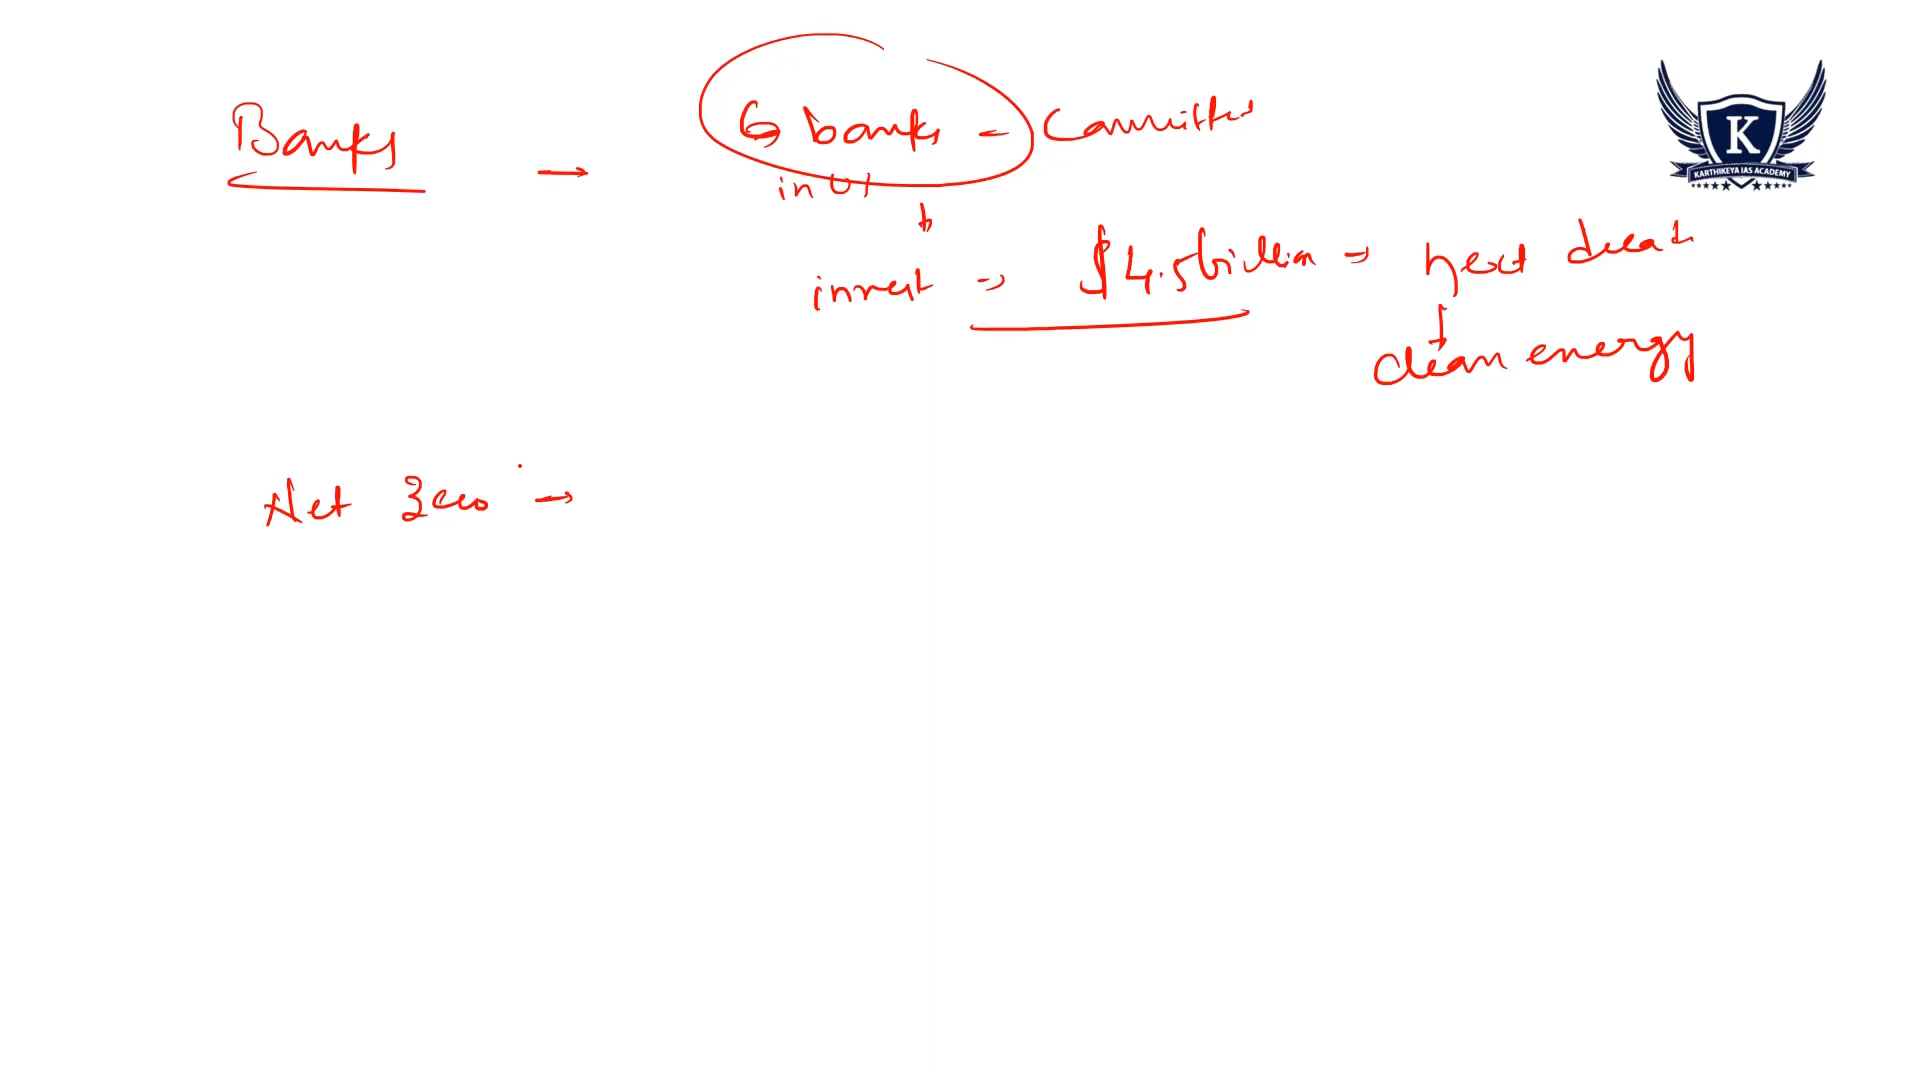 Banks → 6 banks - Committed
in US
invest → $4.5 billion → next decade
clean energy
Net Zero →
K
KARTHIKEYA IAS ACADEMY